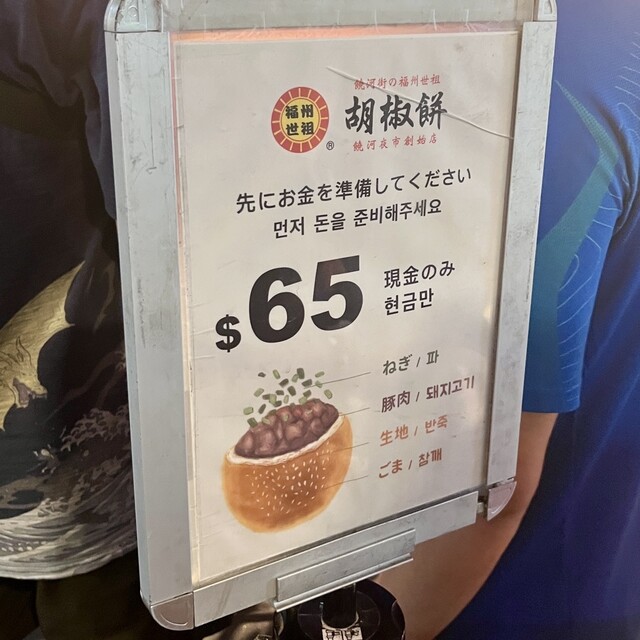 饒河街の福州世祖
福州
世祖
®
胡椒餅
饒河夜市創始店
先にお金を準備してください
먼저 돈을 준비해주세요
$65
現金のみ
현금만
ねぎ / 파
豚肉 / 돼지고기
生地 / 반죽
ごま / 참깨